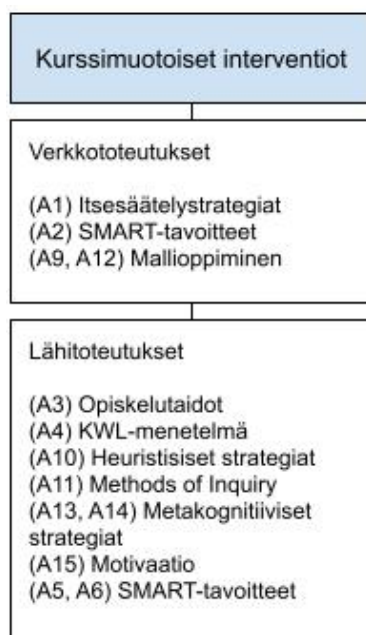 Kurssimuotoiset interventiot
Verkkototeutukset
(A1) Itsesäätelystrategiat
(A2) SMART-tavoitteet
(A9, A12) Mallioppiminen
Lähitoteutukset
(A3) Opiskelutaidot
(A4) KWL-menetelmä
(A10) Heuristisiset strategiat
(A11) Methods of Inquiry
(A13, A14) Metakognitiiviset
strategiat
(A15) Motivaatio
(A5, A6) SMART-tavoitteet